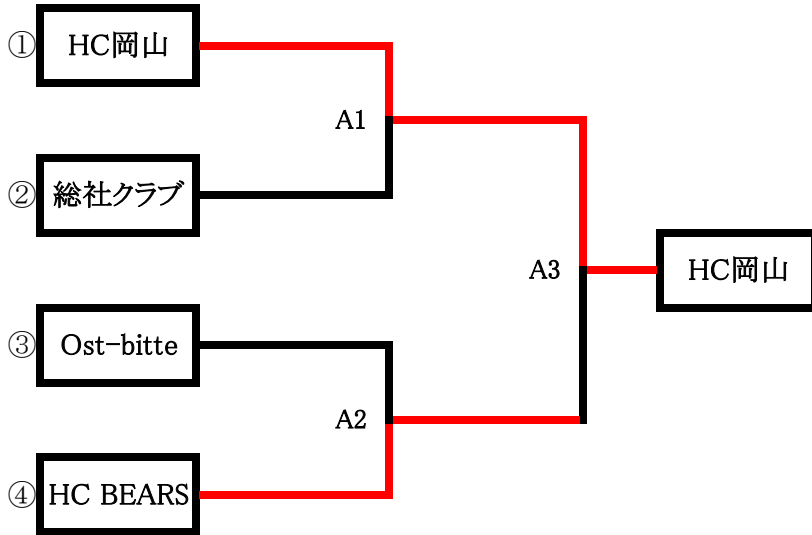 ① HC岡山
A1
② 総社クラブ
A3
HC岡山
③ Ost-bitte
A2
④ HC BEARS